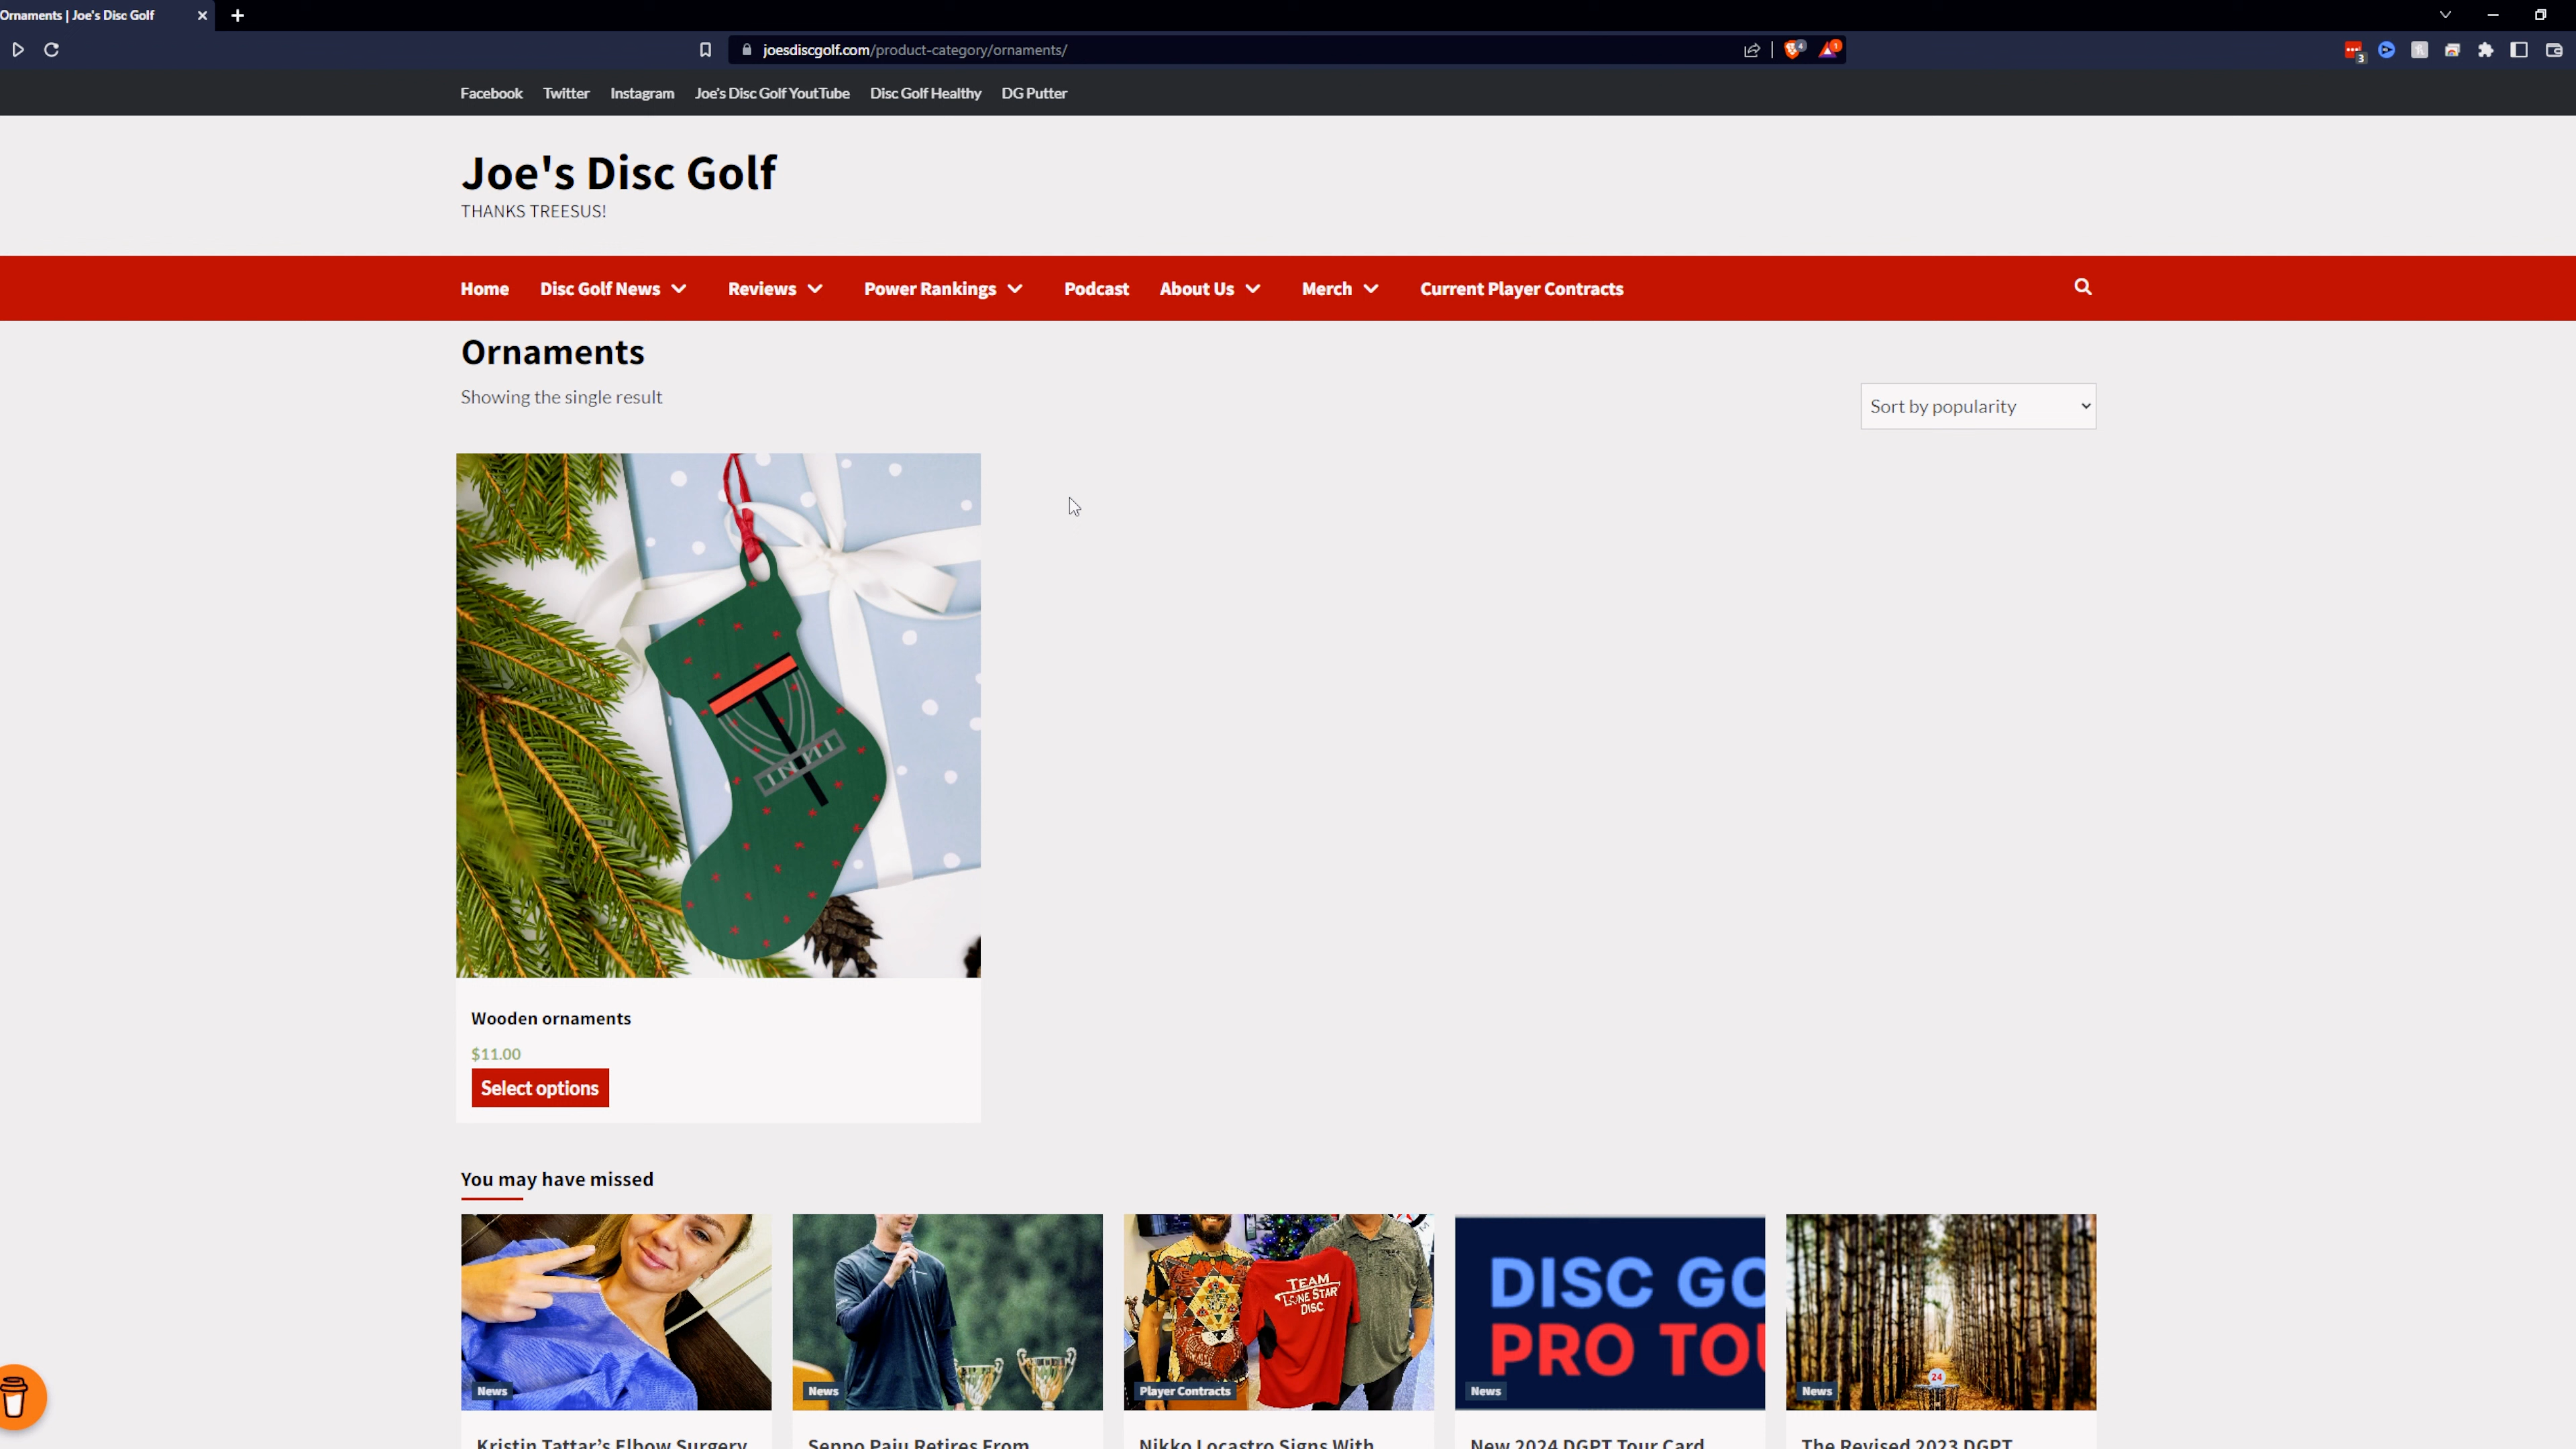 Ornaments | Joe's Disc Golf
joesdiscgolf.com/product-category/ornaments/
4
1
3
Facebook Twitter Instagram Joe's Disc Golf YoutTube Disc Golf Healthy DG Putter
Joe's Disc Golf
THANKS TREESUS!
Home Disc Golf News Reviews Power Rankings Podcast About Us Merch Current Player Contracts
Ornaments
Showing the single result
Sort by popularity
Wooden ornaments
$11.00
Select options
You may have missed
TEAM
LONE STAR
DISC
DISC GO
PRO TOU
24
News
News
Player Contracts
News
News
Kristin Tattar's Elbow Surgery
Seppo Paju Retires From
Nikko Locastro Signs With
New 2024 DGPT Tour Card
The Revised 2023 DGPT